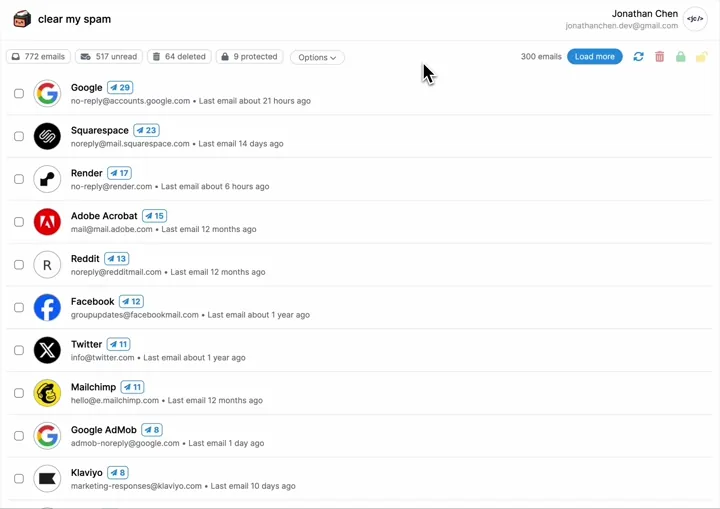 clear my spam
Jonathan Chen
jonathanchen.dev@gmail.com
<jc/>
772 emails 517 unread 64 deleted 9 protected Options 300 emails Load more
Google 29
no-reply@accounts.google.com • Last email about 21 hours ago
Squarespace 23
noreply@mail.squarespace.com • Last email 14 days ago
Render 17
no-reply@render.com • Last email about 6 hours ago
Adobe Acrobat 15
mail@mail.adobe.com • Last email 12 months ago
R
Reddit 13
noreply@redditmail.com • Last email 12 months ago
Facebook 12
groupupdates@facebookmail.com • Last email about 1 year ago
Twitter 11
info@twitter.com • Last email about 1 year ago
Mailchimp 11
hello@e.mailchimp.com • Last email 12 months ago
Google AdMob 8
admob-noreply@google.com • Last email 1 day ago
Klaviyo 8
marketing-responses@klaviyo.com • Last email 10 days ago